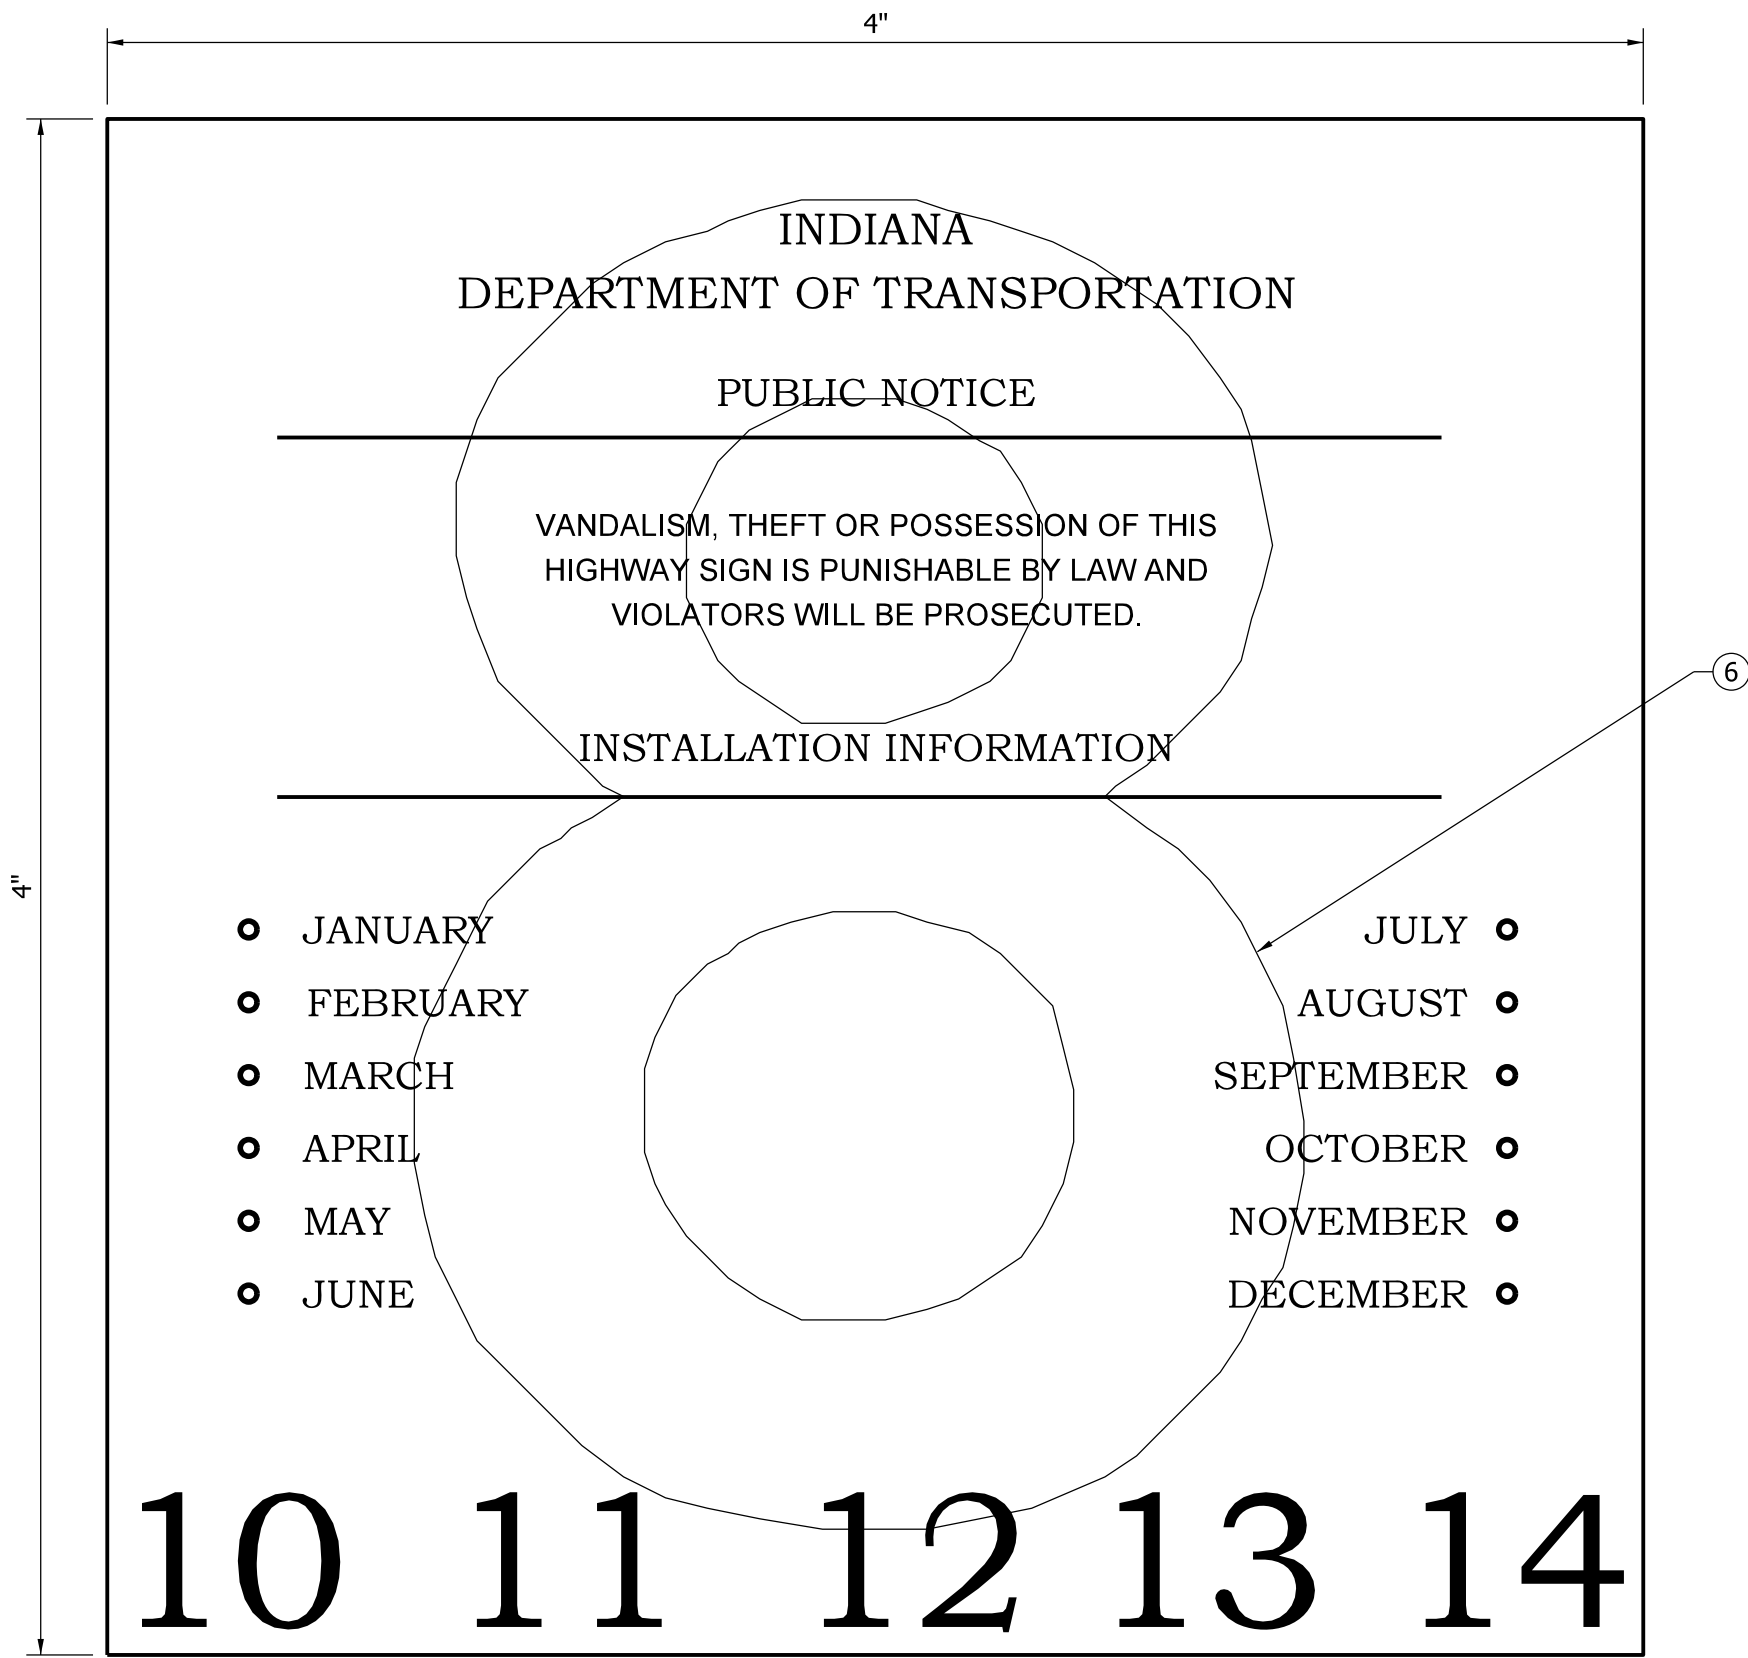 4"
INDIANA
DEPARTMENT OF TRANSPORTATION
PUBLIC NOTICE
VANDALISM, THEFT OR POSSESSION OF THIS
HIGHWAY SIGN IS PUNISHABLE BY LAW AND
VIOLATORS WILL BE PROSECUTED.
6
INSTALLATION INFORMATION
4"
JANUARY JULY
FEBRUARY AUGUST
MARCH SEPTEMBER
APRIL OCTOBER
MAY NOVEMBER
JUNE DECEMBER
8
10 11 12 13 14